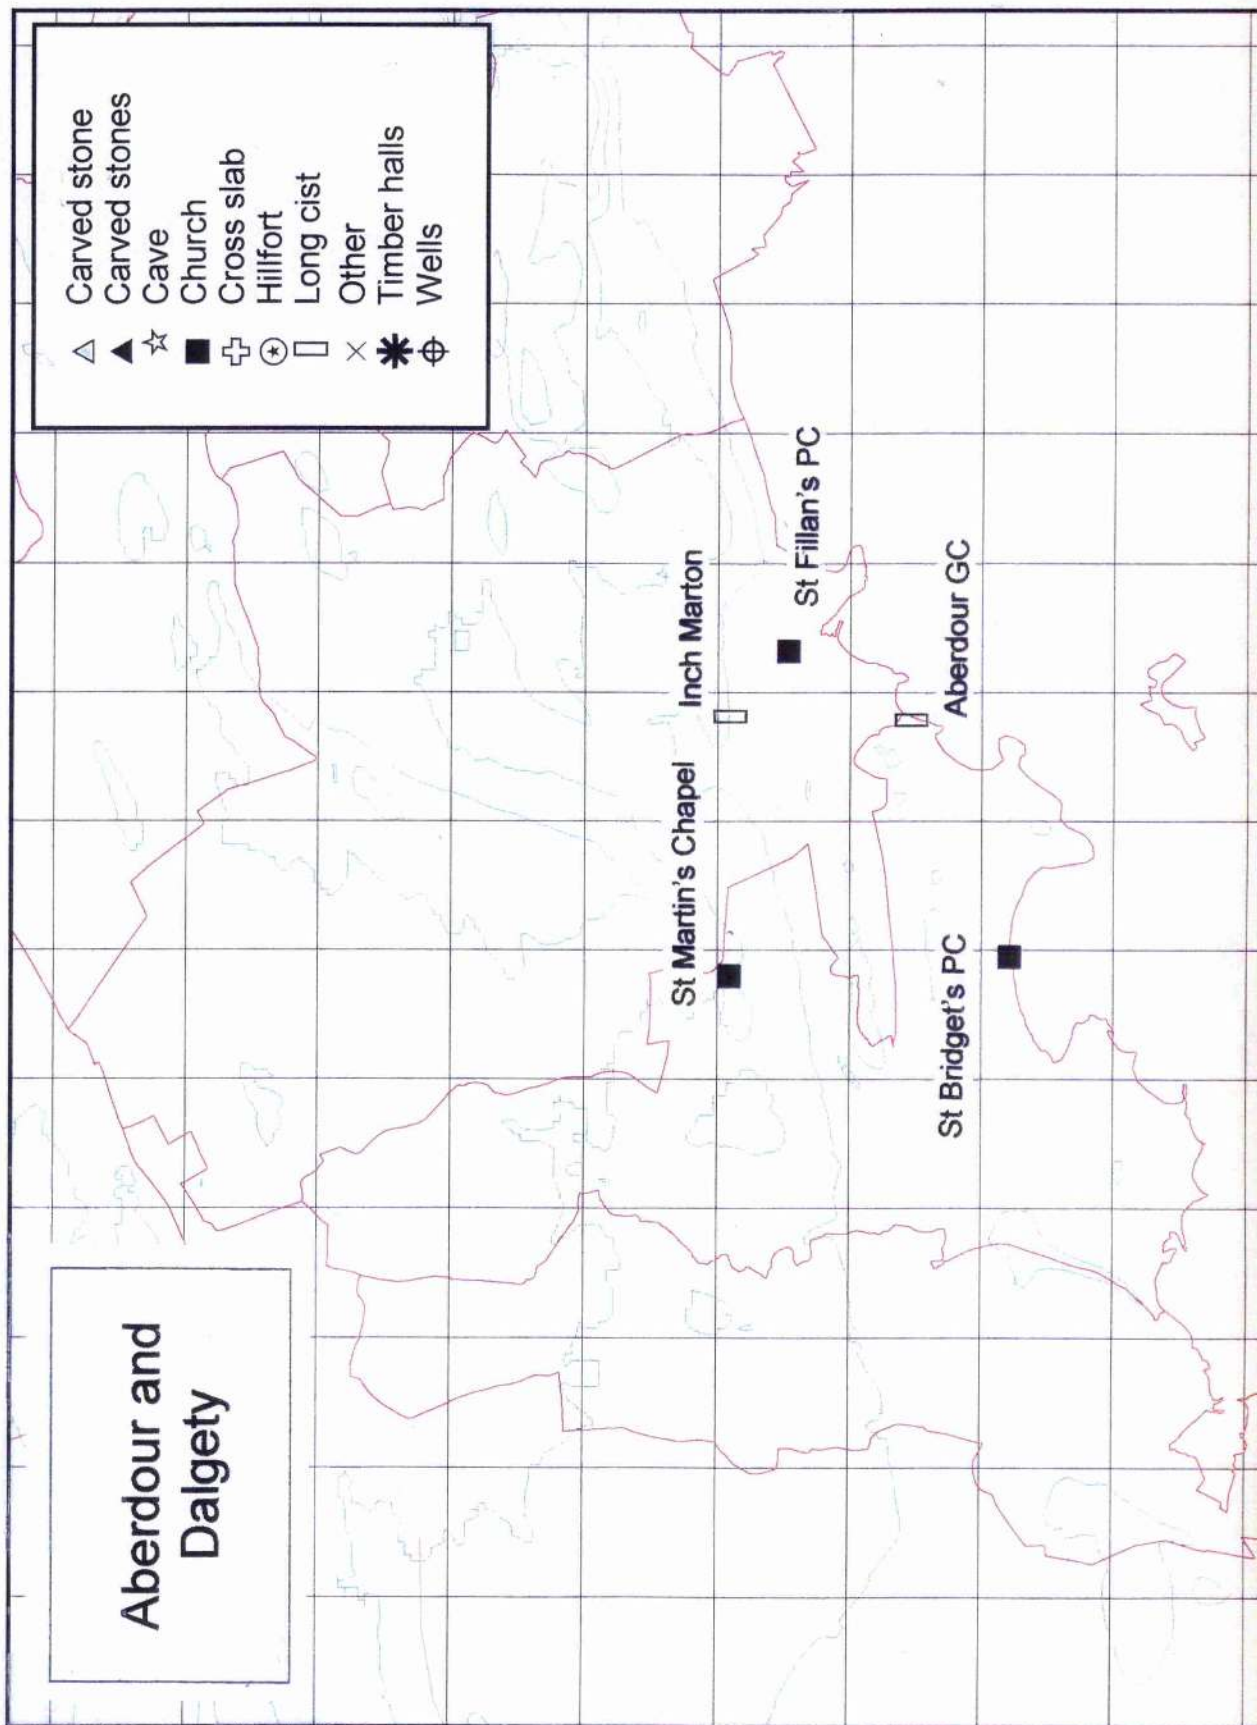 Aberdour and
Dalgety
Carved stone
Carved stones
Cave
Church
Cross slab
Hillfort
Long cist
Other
Timber halls
Wells
St Martin's Chapel
Inch Marton
St Fillan's PC
St Bridget's PC
Aberdour GC